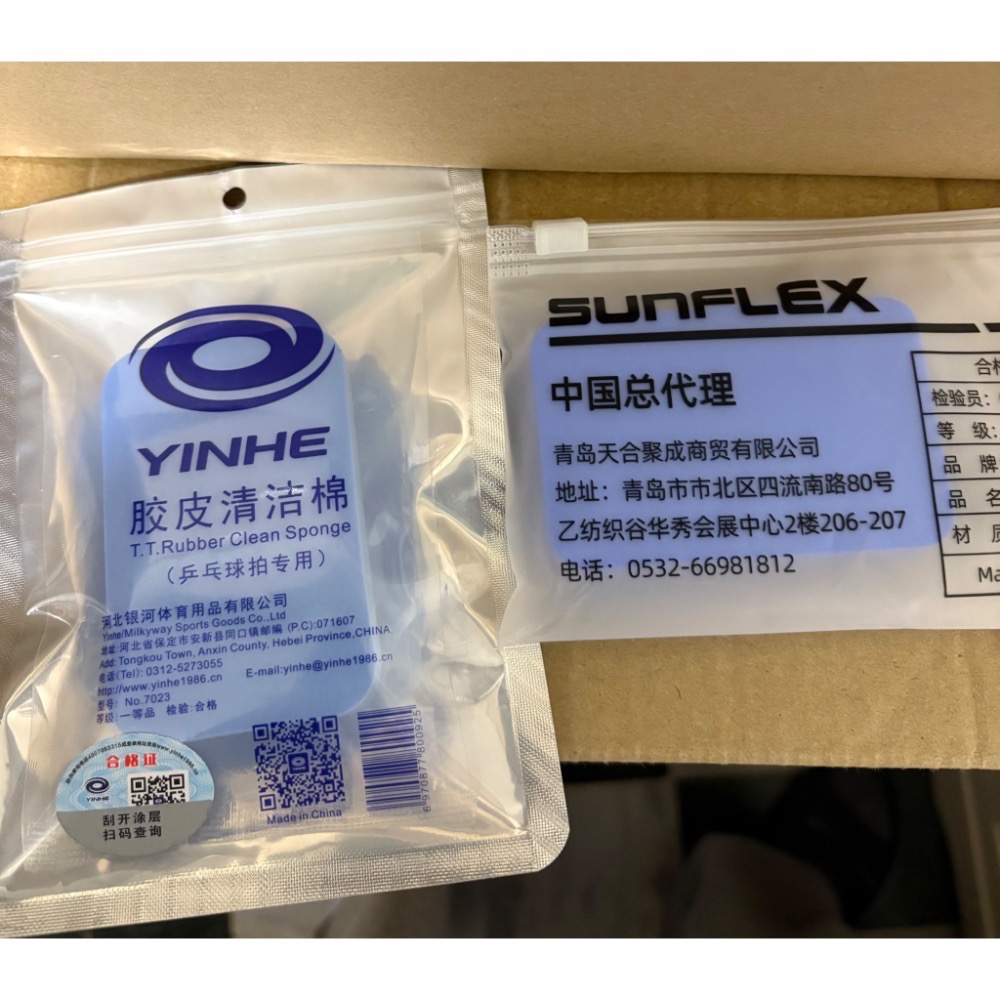 YINHE
胶皮清洁棉
T.T.Rubber Clean Sponge
(乒乓球拍专用)
河北银河体育用品有限公司
Yinhe/Milkyway Sports Goods Co.,Ltd
地址:河北省保定市安新县同口镇邮编 (P.C):071607
Add: Tongkou Town, Anxin County, Hebei Province,CHINA.
电话(Tel): 0312-5273055 E-mail:yinhe@yinhe1986.cn
http://www.yinhe1986.cn
型号: No.7023
等级:一等品 检验:合格
合格证
YINHE
刮开涂层
扫码查询
Made in China
6970877800925
SUNFLEX
中国总代理
青岛天合聚成商贸有限公司
地址：青岛市市北区四流南路80号
乙纺织谷华秀会展中心2楼206-207
电话：0532-66981812
合格
检验员：
等 级：
品 牌
品 名
材 质
Ma